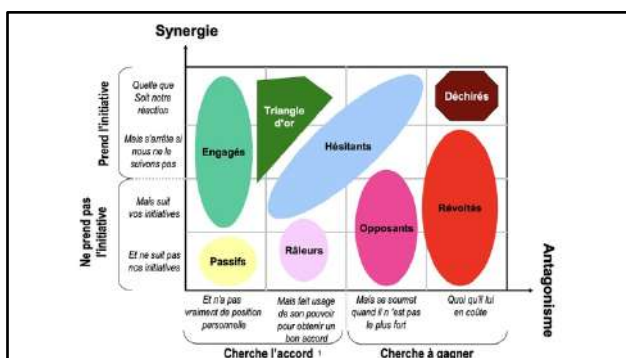 Synergie
Prend l'initiative
Quelle que
Soit notre
réaction
Mais s'arrête si
nous ne le
suivons pas
Ne prend pas
l'initiative
Mais suit
vos initiatives
Et ne suit pas
nos initiatives
Engagés
Triangle
d'or
Hésitants
Déchirés
Passifs
Râleurs
Opposants
Révoltés
Antagonisme
Et n'a pas
vraiment de position
personnelle
Mais fait usage
de son pouvoir
pour obtenir un
bon accord
Mais se soumet
quand il n 'est pas
le plus fort
Quoi qu'il lui
en coûte
Cherche l'accord 1
Cherche à gagner